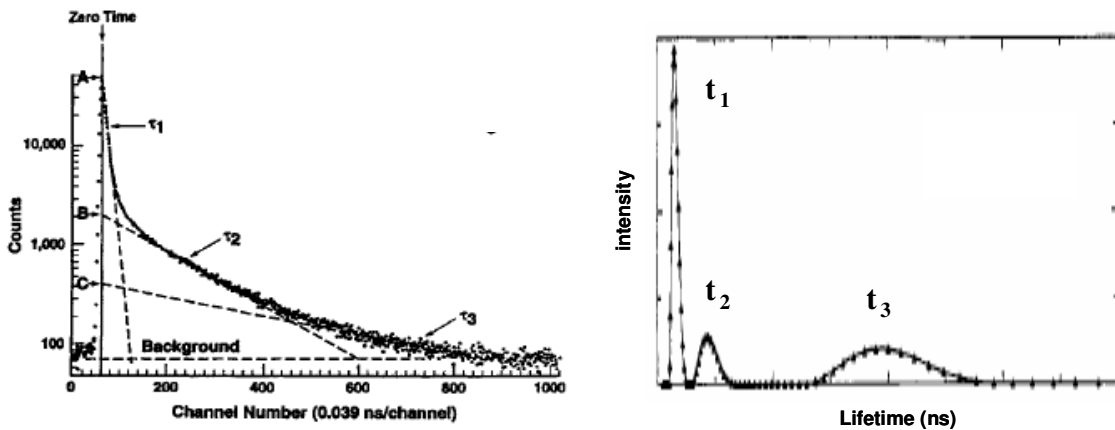 Zero Time
A
τ1
10,000
B
Counts
1,000
τ2
C
τ3
100
Background
0
200
400
600
800
1000
Channel Number (0.039 ns/channel)
t1
t2
t3
intensity
Lifetime (ns)